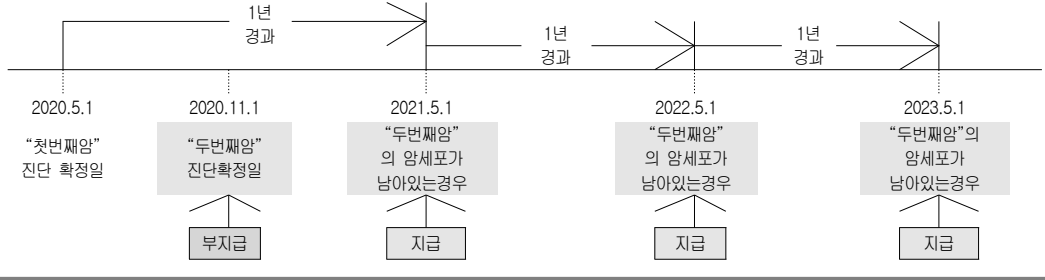 1년
경과
1년
경과
1년
경과
2020.5.1
2020.11.1
2021.5.1
2022.5.1
2023.5.1
“첫번째암”
진단 확정일
“두번째암”
진단확정일
“두번째암”
의 암세포가
남아있는경우
“두번째암”
의 암세포가
남아있는경우
“두번째암”의
암세포가
남아있는경우
부지급
지급
지급
지급